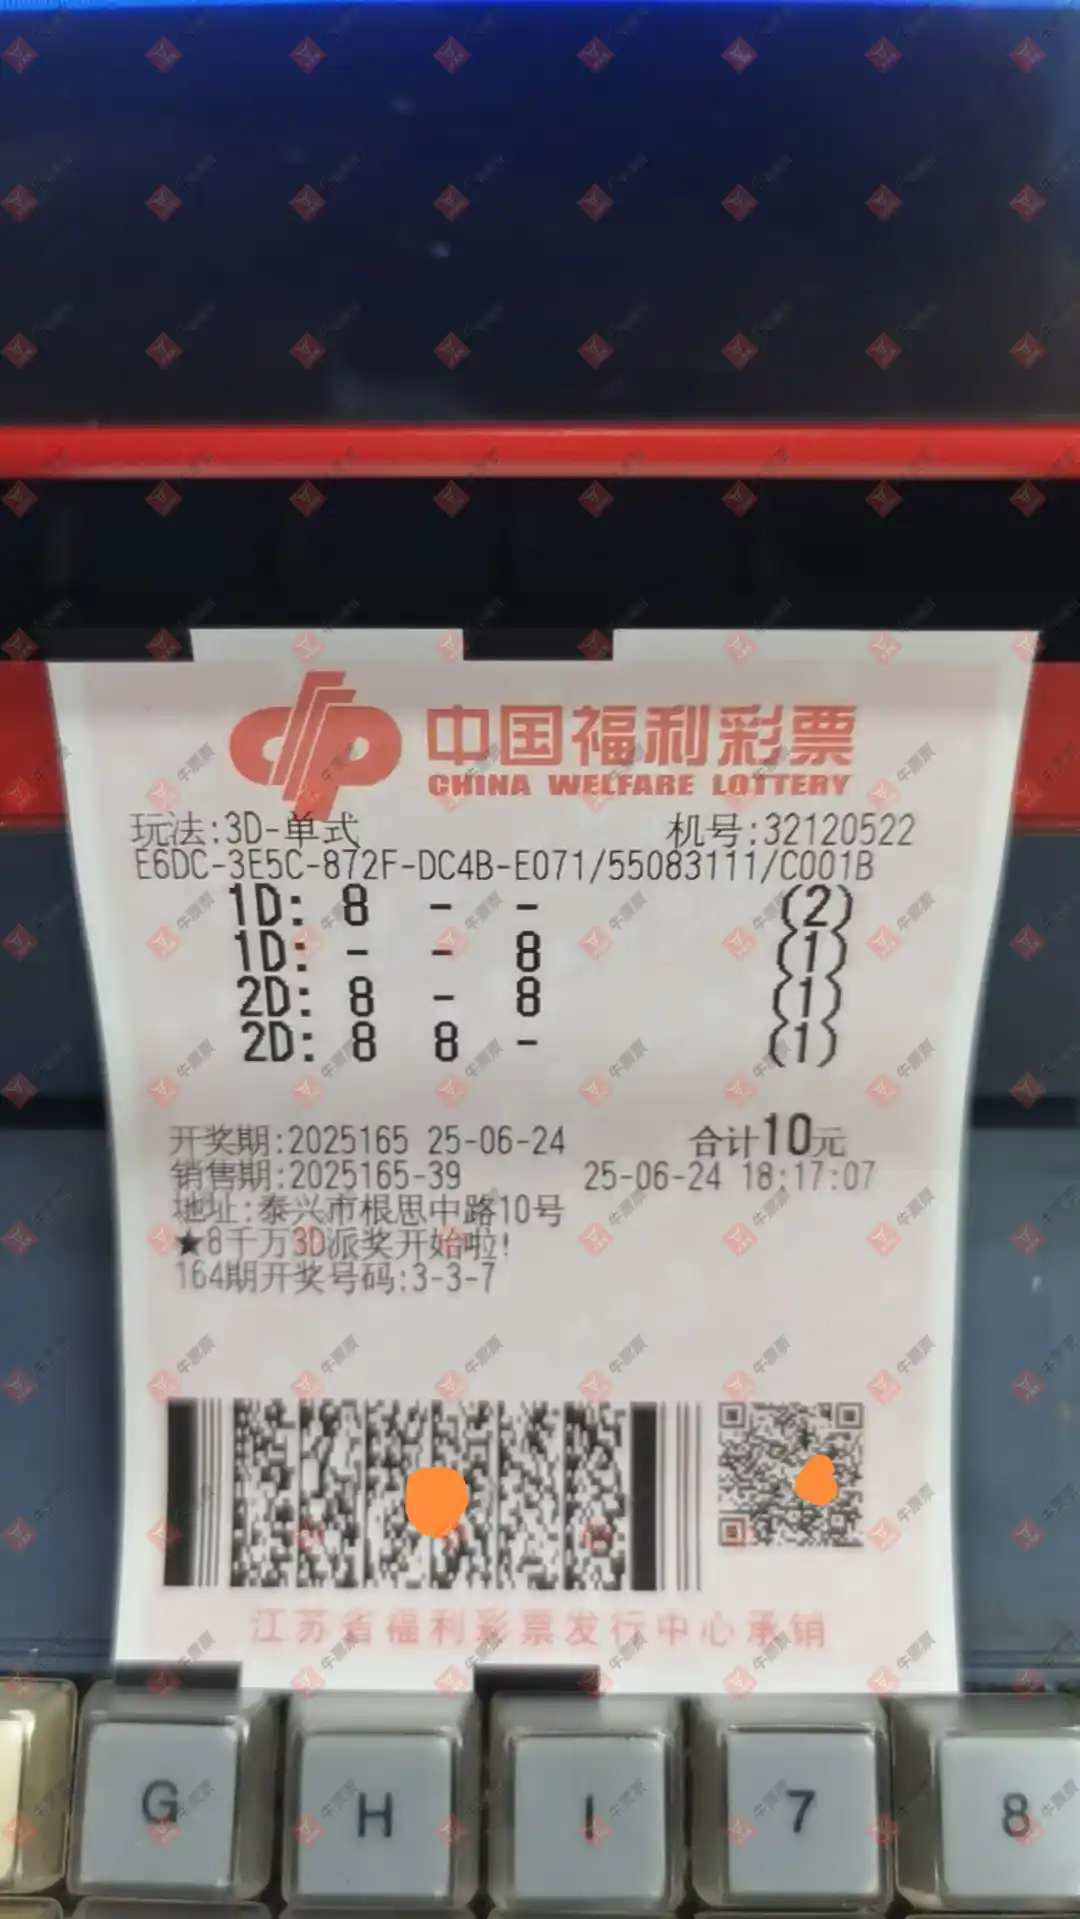 中国福利彩票
CHINA WELFARE LOTTERY
玩法:3D-单式 机号:32120522
E6DC-3E5C-872F-DC4B-E071/55083111/C001B
1D: 8 - - (2)
1D: - - 8 (1)
2D: 8 - 8 (1)
2D: 8 8 - (1)
开奖期:2025165 25-06-24 合计10元
销售期:2025165-39 25-06-24 18:17:07
地址:泰兴市根思中路10号
★8千万3D派奖开始啦!
164期开奖号码:3-3-7
江苏省福利彩票发行中心承销
G H I 7 8
牛票票